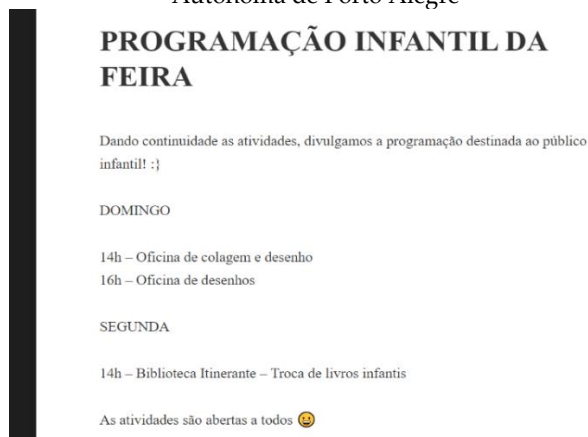 Autônoma de Porto Alegre
PROGRAMAÇÃO INFANTIL DA
FEIRA
Dando continuidade as atividades, divulgamos a programação destinada ao público
infantil! :}
DOMINGO
14h – Oficina de colagem e desenho
16h – Oficina de desenhos
SEGUNDA
14h – Biblioteca Itinerante – Troca de livros infantis
As atividades são abertas a todos 😀